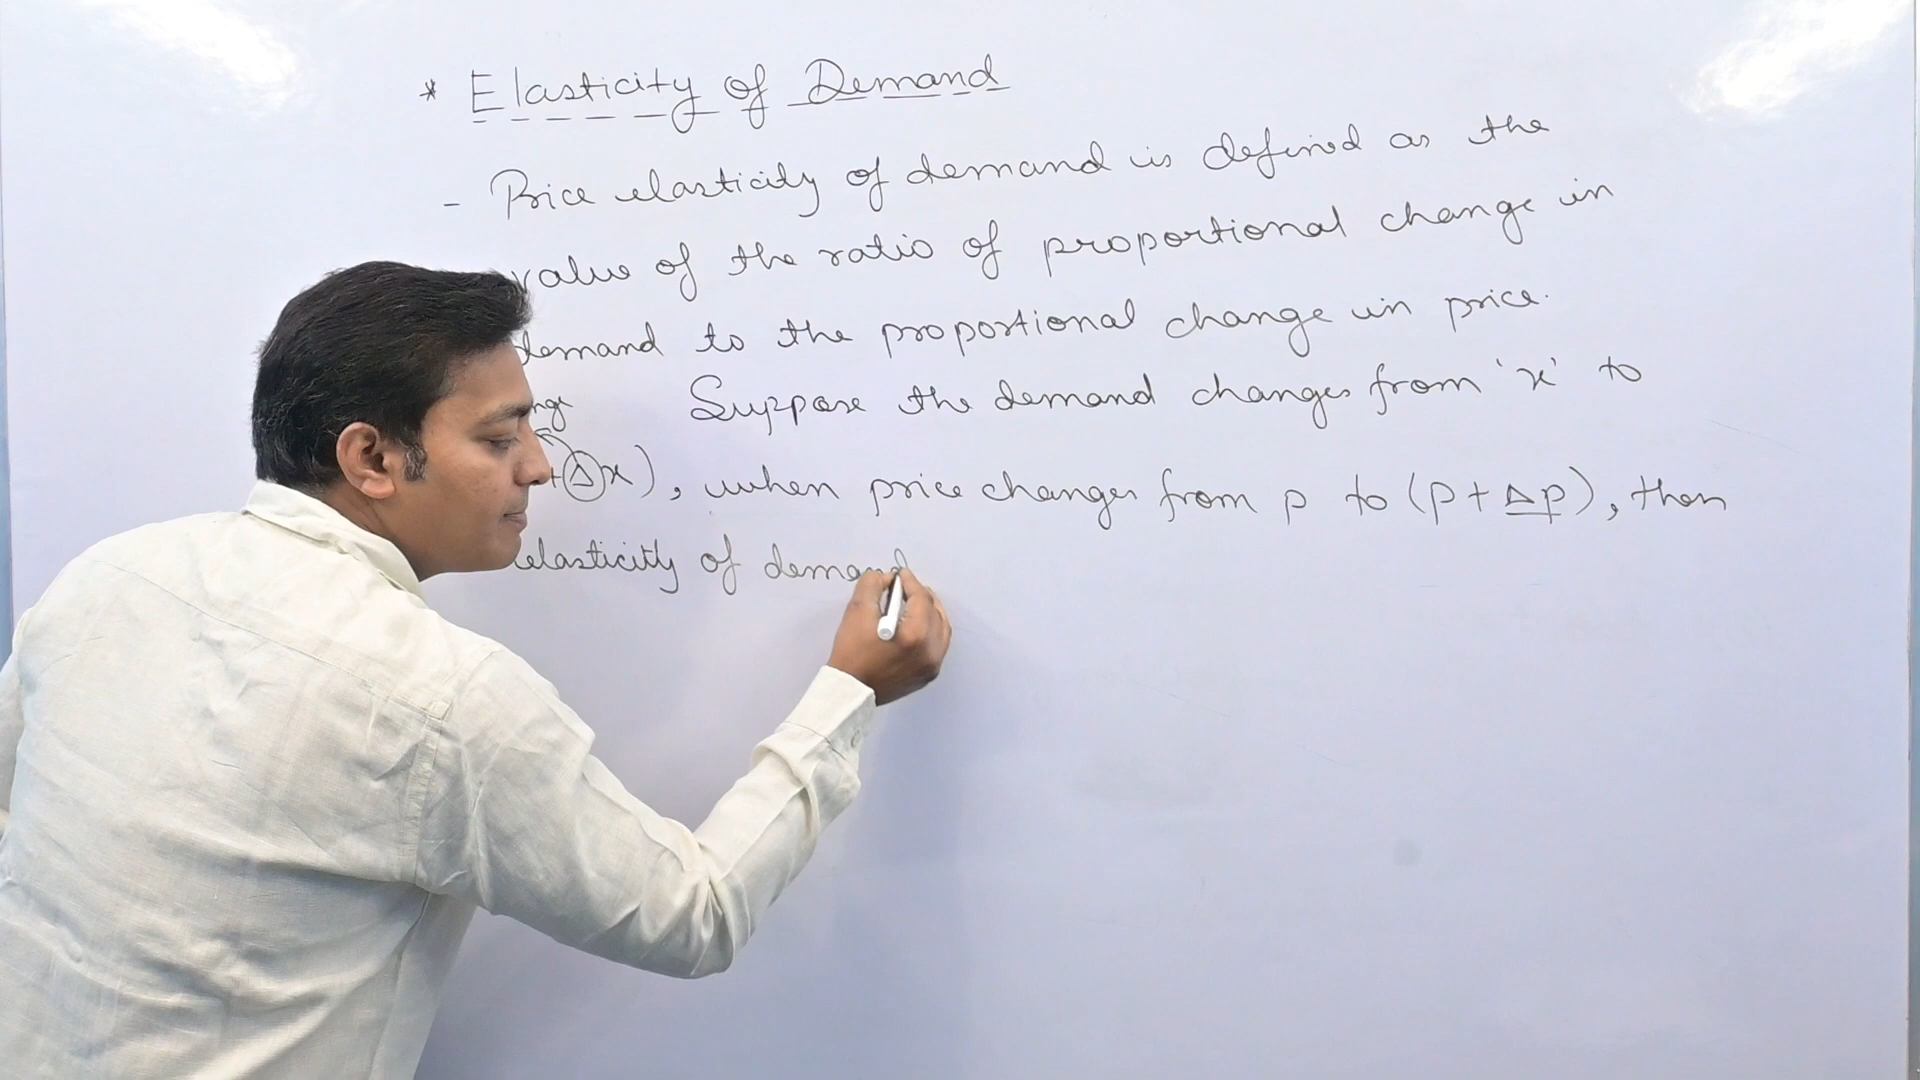 * Elasticity of Demand
- Price elasticity of demand is defined as the
value of the ratio of proportional change in
demand to the proportional change in price.
Suppose the demand changes from 'x' to
+Δx), when price changes from p to (p+Δp), then
elasticity of demand